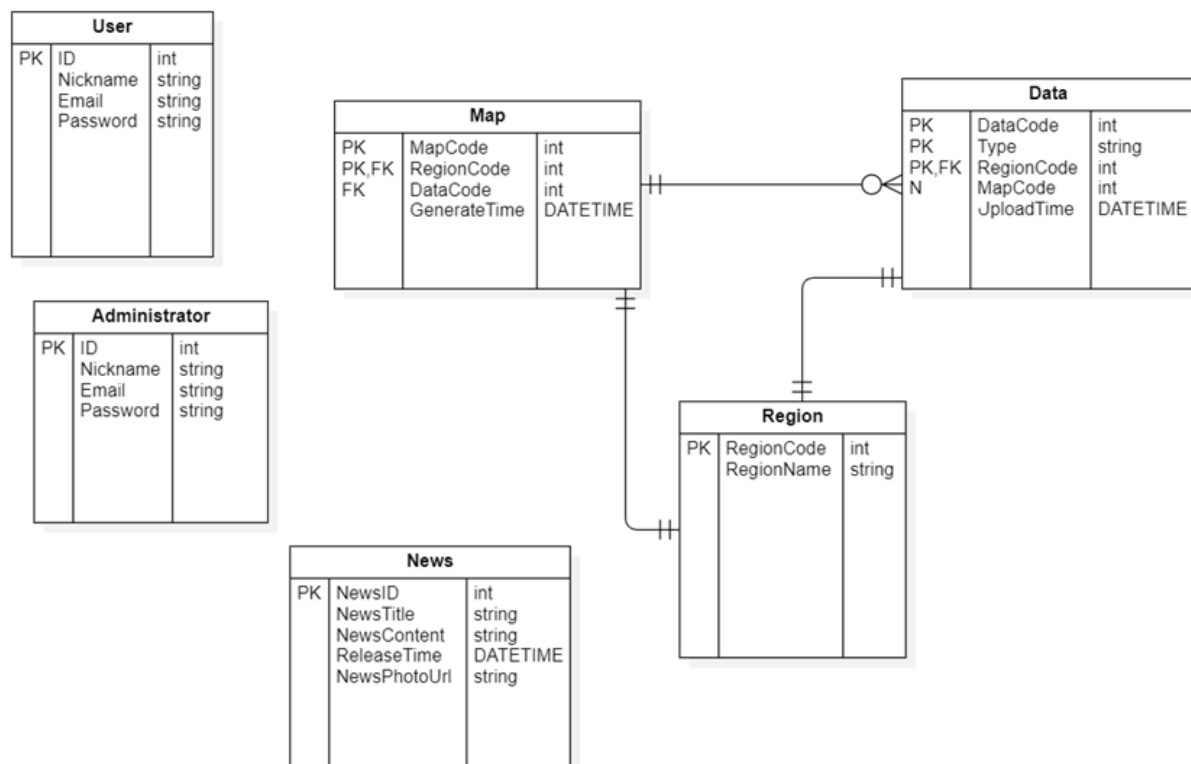 User
PK ID int
Nickname string
Email string
Password string
Map
PK MapCode int
PK,FK RegionCode int
FK DataCode int
GenerateTime DATETIME
Data
PK DataCode int
PK Type string
PK,FK RegionCode int
N MapCode int
JploadTime DATETIME
Administrator
PK ID int
Nickname string
Email string
Password string
Region
PK RegionCode int
RegionName string
News
PK NewsID int
NewsTitle string
NewsContent string
ReleaseTime DATETIME
NewsPhotoUrl string